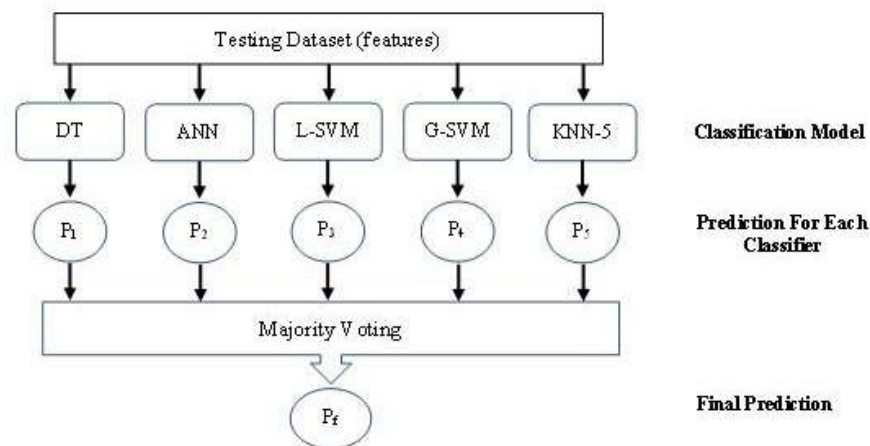 Testing Dataset (features)
DT
ANN
L-SVM
G-SVM
KNN-5
Classification Model
P₁
P₂
P₃
P₄
P₅
Prediction For Each
Classifier
Majority Voting
P_f
Final Prediction